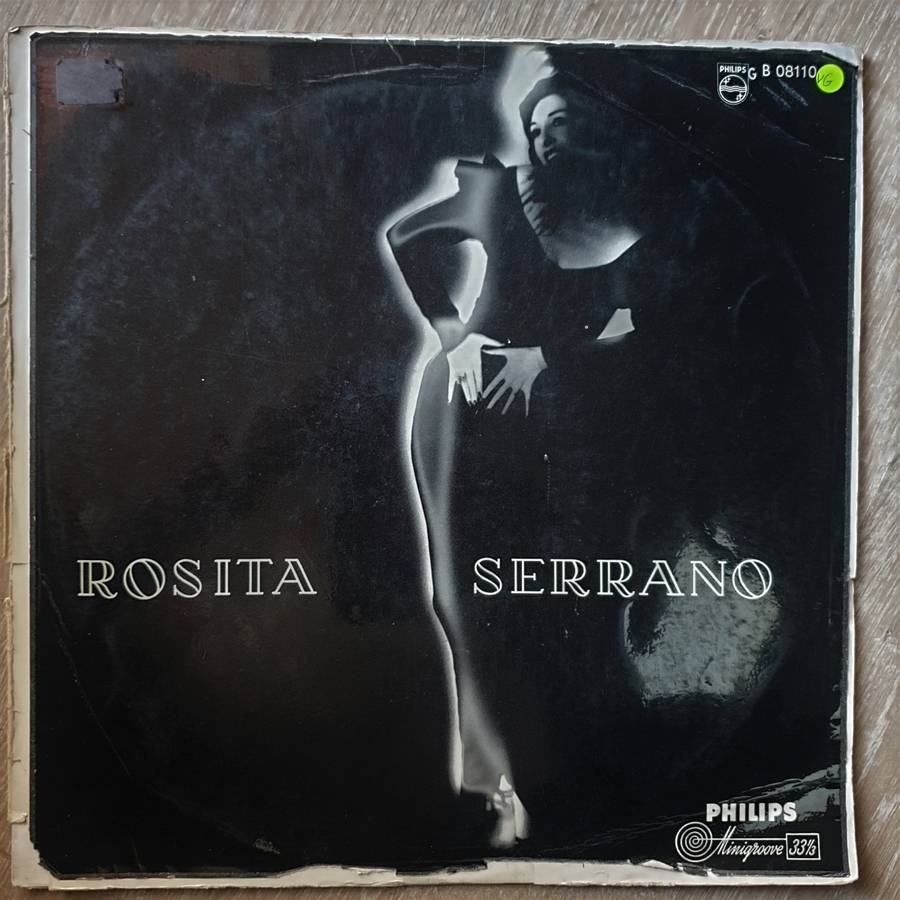 PHILIPS
G B 08110
VG
ROSITA SERRANO
PHILIPS
Minigroove 33⅓